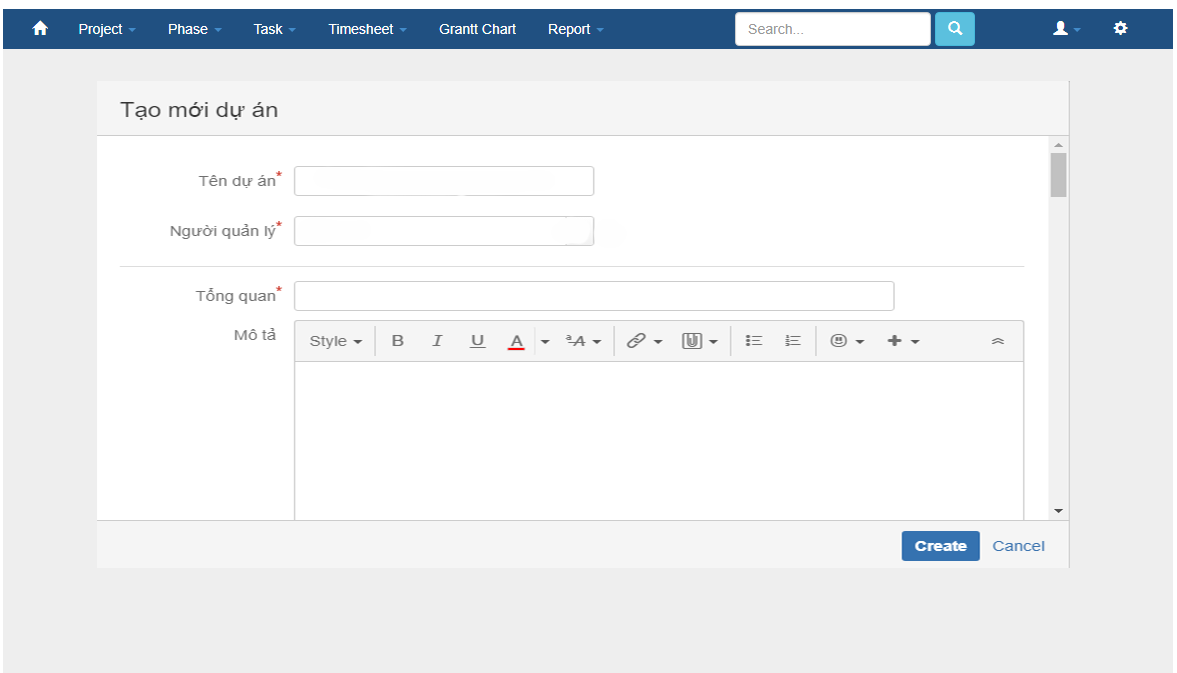 Project Phase Task Timesheet Grantt Chart Report Search...
Tạo mới dự án
Tên dự án*
Người quản lý*
Tổng quan*
Mô tả
Style B I U A ªA
Create Cancel